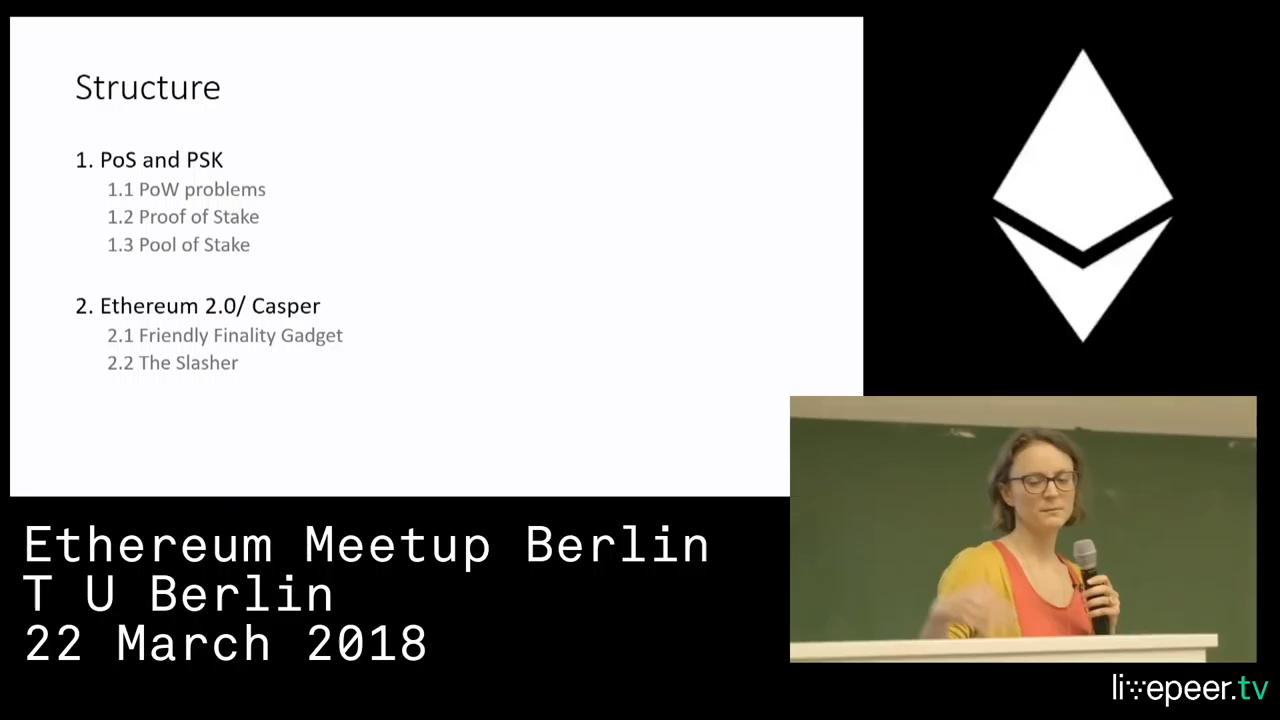 Structure
1. PoS and PSK
1.1 PoW problems
1.2 Proof of Stake
1.3 Pool of Stake
2. Ethereum 2.0/ Casper
2.1 Friendly Finality Gadget
2.2 The Slasher
Ethereum Meetup Berlin
T U Berlin
22 March 2018
livepeer.tv